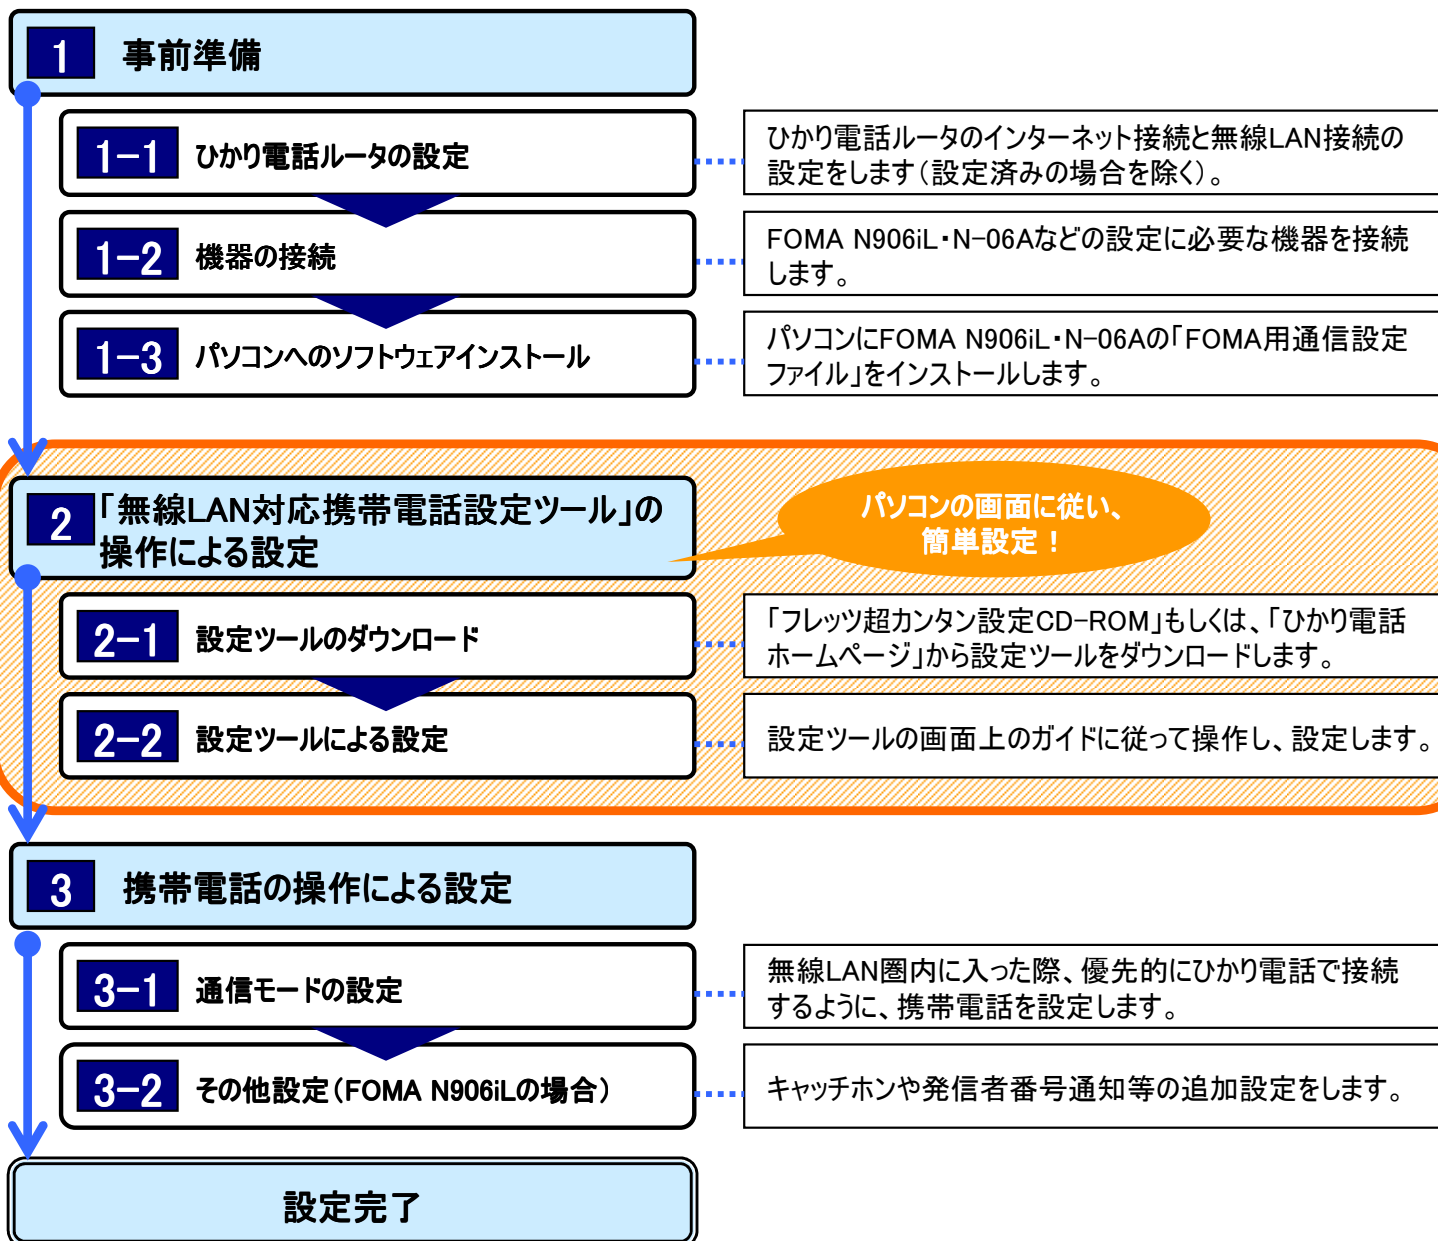 1 事前準備
1-1 ひかり電話ルータの設定
ひかり電話ルータのインターネット接続と無線LAN接続の
設定をします(設定済みの場合を除く)。
1-2 機器の接続
FOMA N906iL・N-06Aなどの設定に必要な機器を接続
します。
1-3 パソコンへのソフトウェアインストール
パソコンにFOMA N906iL・N-06Aの「FOMA用通信設定
ファイル」をインストールします。
2 「無線LAN対応携帯電話設定ツール」の
操作による設定
パソコンの画面に従い、
簡単設定!
2-1 設定ツールのダウンロード
「フレッツ超カンタン設定CD-ROM」もしくは、「ひかり電話
ホームページ」から設定ツールをダウンロードします。
2-2 設定ツールによる設定
設定ツールの画面上のガイドに従って操作し、設定します。
3 携帯電話の操作による設定
3-1 通信モードの設定
無線LAN圏内に入った際、優先的にひかり電話で接続
するように、携帯電話を設定します。
3-2 その他設定(FOMA N906iLの場合)
キャッチホンや発信者番号通知等の追加設定をします。
設定完了